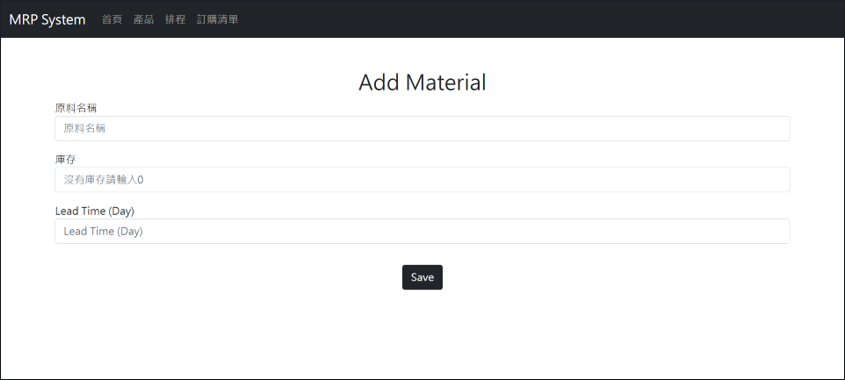 MRP System 首頁 產品 排程 訂購清單
Add Material
原料名稱
原料名稱
庫存
沒有庫存請輸入0
Lead Time (Day)
Lead Time (Day)
Save